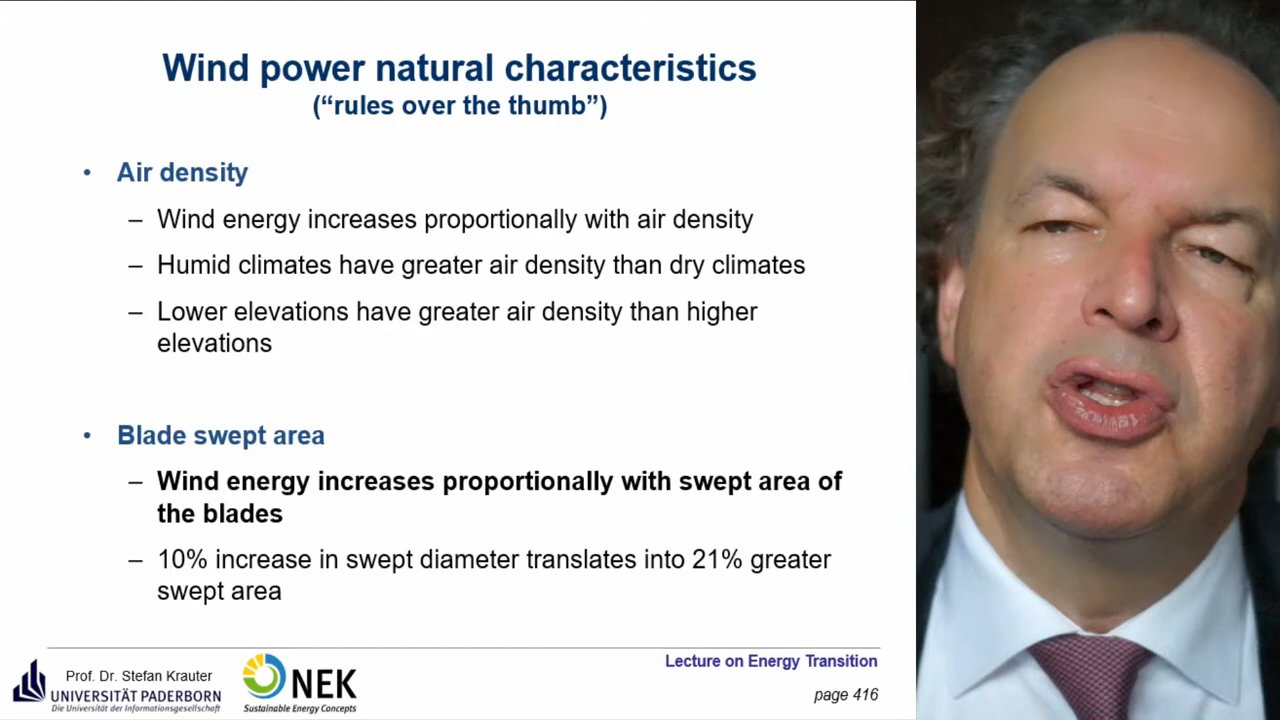 Wind power natural characteristics
(“rules over the thumb”)
• Air density
– Wind energy increases proportionally with air density
– Humid climates have greater air density than dry climates
– Lower elevations have greater air density than higher
elevations
• Blade swept area
– Wind energy increases proportionally with swept area of
the blades
– 10% increase in swept diameter translates into 21% greater
swept area
Prof. Dr. Stefan Krauter
UNIVERSITÄT PADERBORN
Die Universität der Informationsgesellschaft
NEK
Sustainable Energy Concepts
Lecture on Energy Transition
page 416